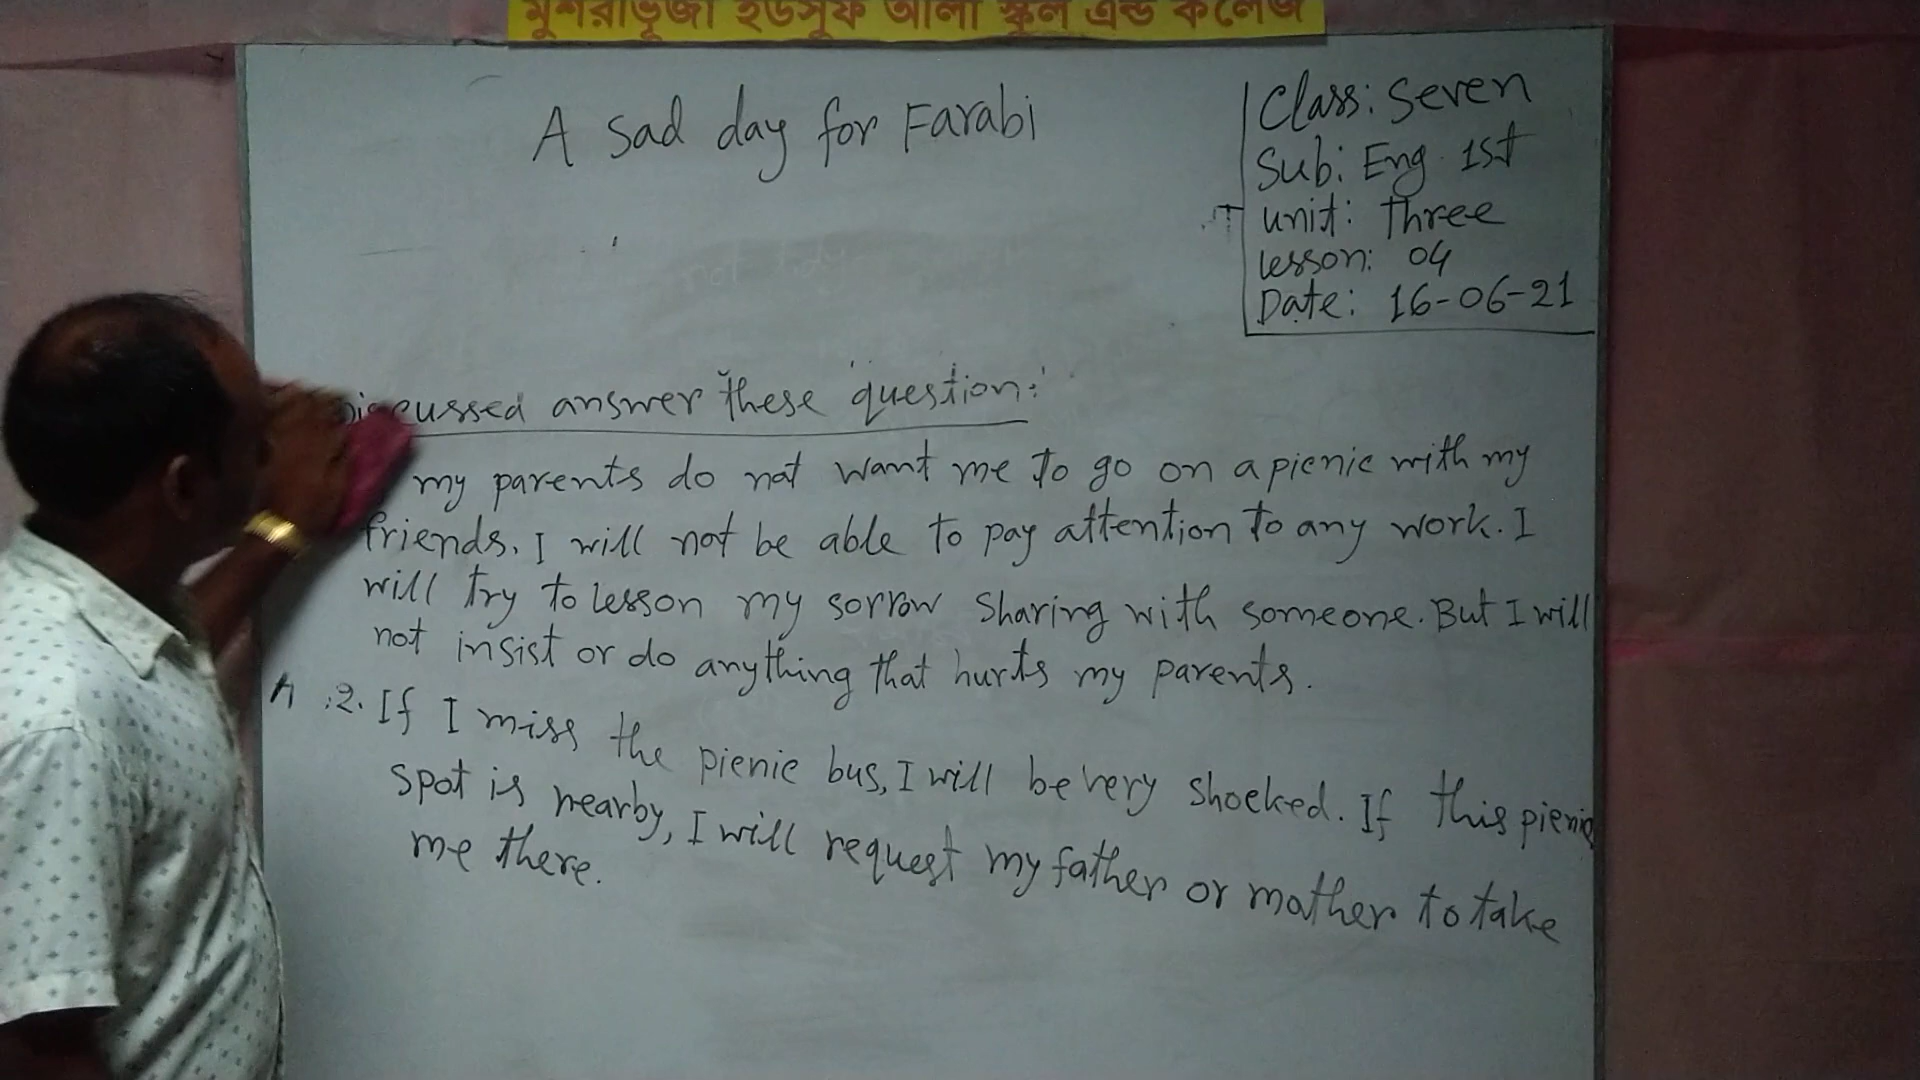 মুশরাভূজা ইউসুফ আলী স্কুল এন্ড কলেজ
A sad day for Farabi
Class: Seven
Sub: Eng 1st
unit: three
lesson: 04
Date: 16-06-21
Discussed answer these question:
my parents do not want me to go on a picnic with my
friends. I will not be able to pay attention to any work. I
will try to lesson my sorrow sharing with someone. But I will
not insist or do anything that hurts my parents.
A :2. If I miss the picnic bus, I will be very shocked. If this picnic
spot is nearby, I will request my father or mather to take
me there.